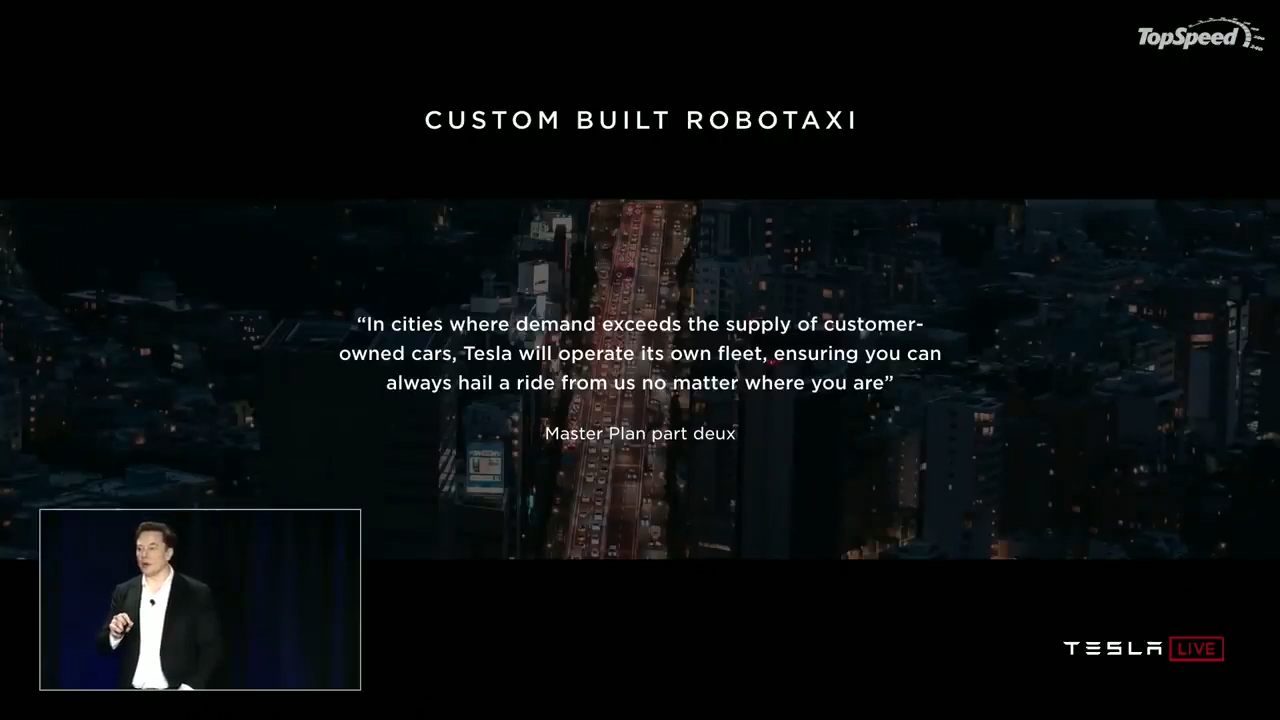 TopSpeed
CUSTOM BUILT ROBOTAXI
“In cities where demand exceeds the supply of customer-
owned cars, Tesla will operate its own fleet, ensuring you can
always hail a ride from us no matter where you are”
Master Plan part deux
TESLA LIVE